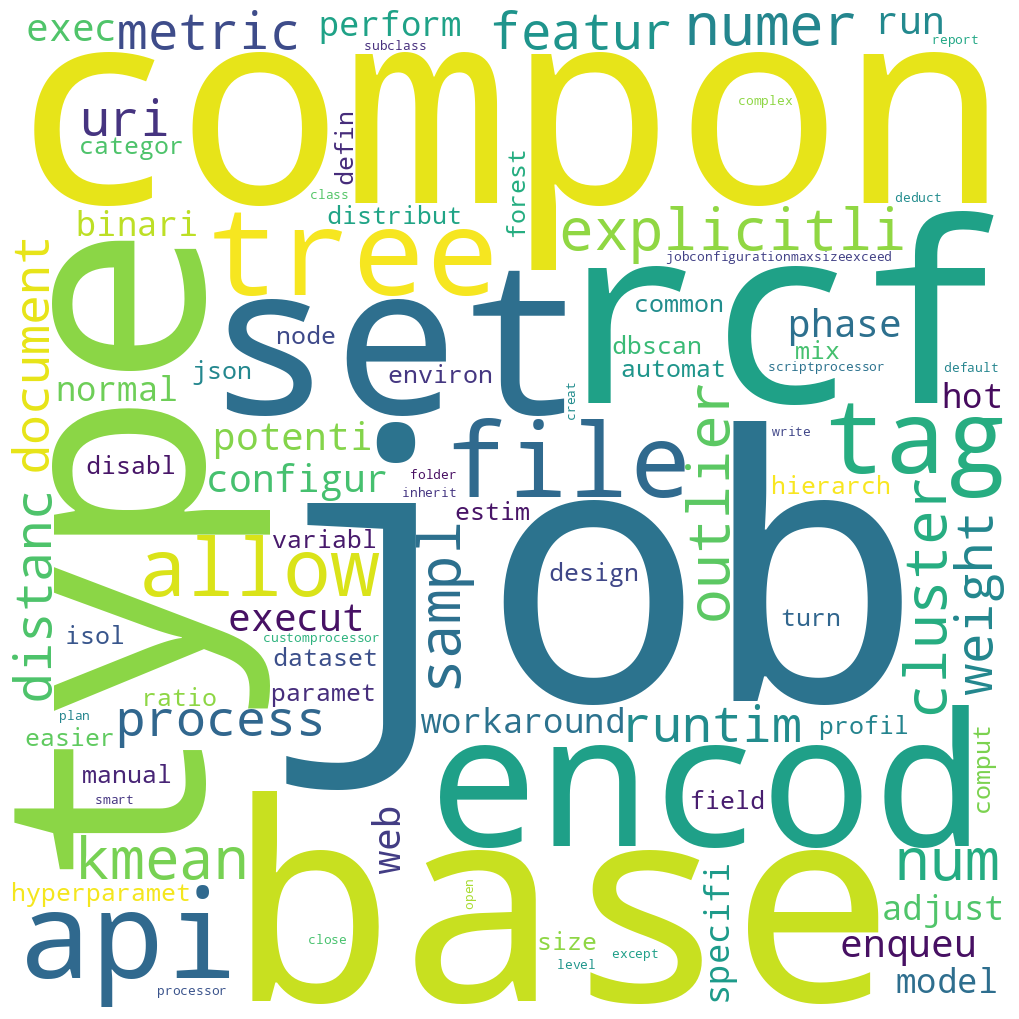 exec
metric
perform
subclass
featur
numer
run
report
compon
uri
categor
defin
complex
class
forest
deduct
binari
distribut
explicitli
tree
jobconfigurationmaxsizeexceed
document
type
set
rcf
node
common
phase
json
environ
dbscan
mix
automat
scriptprocessor
default
normal
creat
hot
potenti
file
outlier
write
tag
disabl
configur
folder
inherit
hierarch
estim
distanc
variabl
allow
sampl
job
design
cluster
weight
execut
turn
isol
customprocessor
dataset
ratio
paramet
plan
process
workaround
runtim
profil
easier
encod
manual
smart
field
comput
web
kmean
base
num
hyperparamet
open
specifi
adjust
api
close
size
level
except
enqueu
processor
model